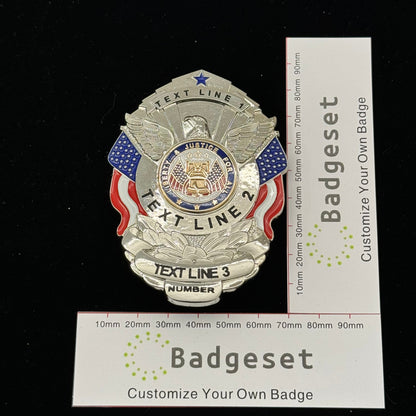 TEXT LINE 1
LIBERTY & JUSTICE FOR
TEXT LINE 2
TEXT LINE 3
NUMBER
10mm 20mm 30mm 40mm 50mm 60mm 70mm 80mm 90mm
Badgeset
Customize Your Own Badge
10mm 20mm 30mm 40mm 50mm 60mm 70mm 80mm 90mm
Badgeset
Customize Your Own Badge